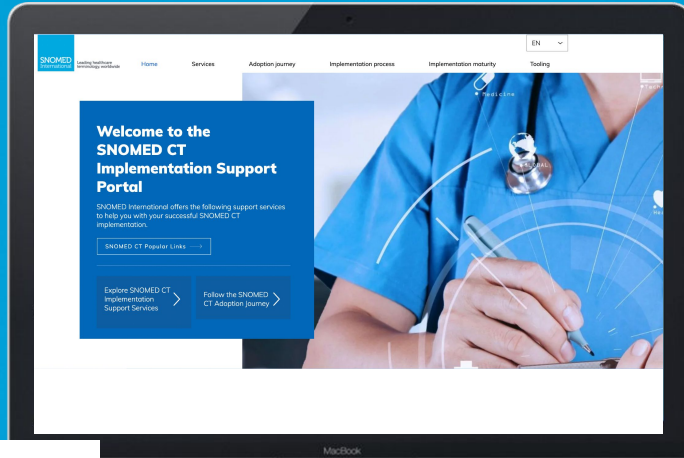 EN
SNOMED
International
Leading healthcare
terminology, worldwide
Home
Services
Adoption journey
Implementation process
Implementation maturity
Tooling
Medicine
Welcome to the
SNOMED CT
Implementation Support
Portal
SNOMED International offers the following support services
to help you with your successful SNOMED CT
implementation.
SNOMED CT Popular Links
Explore SNOMED CT
Implementation
Support Services
Follow the SNOMED
CT Adoption Journey
MacBook